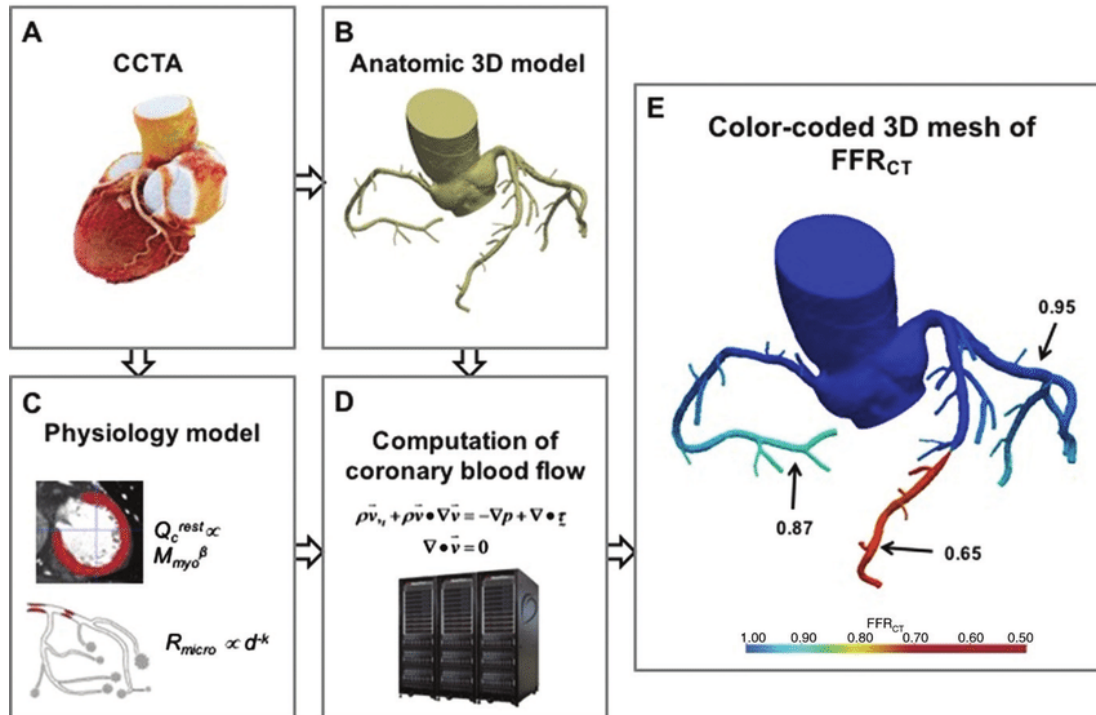 A
CCTA
B
Anatomic 3D model
C
Physiology model
Q_c^rest ∝
M_myo^β
R_micro ∝ d^-k
D
Computation of
coronary blood flow
ρv⃗,ₜ + ρv⃗ • ∇v⃗ = −∇p + ∇ • τ̰
∇ • v⃗ = 0
E
Color-coded 3D mesh of
FFR_CT
0.95
0.87
0.65
FFR_CT
1.00 0.90 0.80 0.70 0.60 0.50